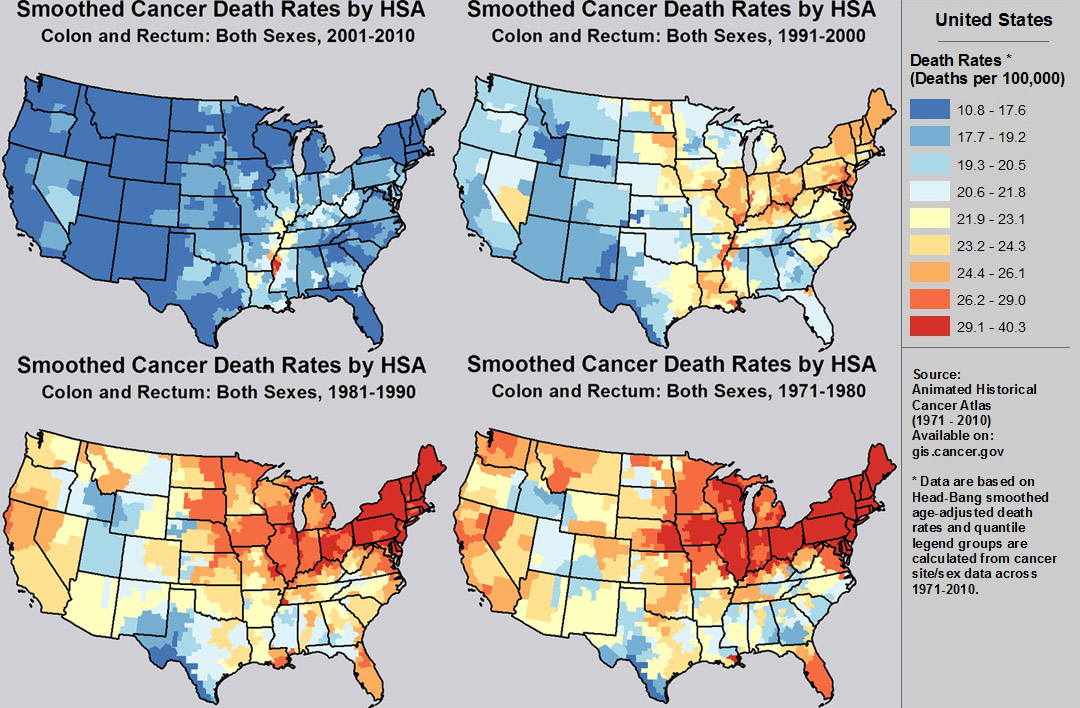 Smoothed Cancer Death Rates by HSA
Colon and Rectum: Both Sexes, 2001-2010
Smoothed Cancer Death Rates by HSA
Colon and Rectum: Both Sexes, 1991-2000
Smoothed Cancer Death Rates by HSA
Colon and Rectum: Both Sexes, 1981-1990
Smoothed Cancer Death Rates by HSA
Colon and Rectum: Both Sexes, 1971-1980
United States
Death Rates *
(Deaths per 100,000)
10.8 - 17.6
17.7 - 19.2
19.3 - 20.5
20.6 - 21.8
21.9 - 23.1
23.2 - 24.3
24.4 - 26.1
26.2 - 29.0
29.1 - 40.3
Source:
Animated Historical
Cancer Atlas
(1971 - 2010)
Available on:
gis.cancer.gov
* Data are based on
Head-Bang smoothed
age-adjusted death
rates and quantile
legend groups are
calculated from cancer
site/sex data across
1971-2010.